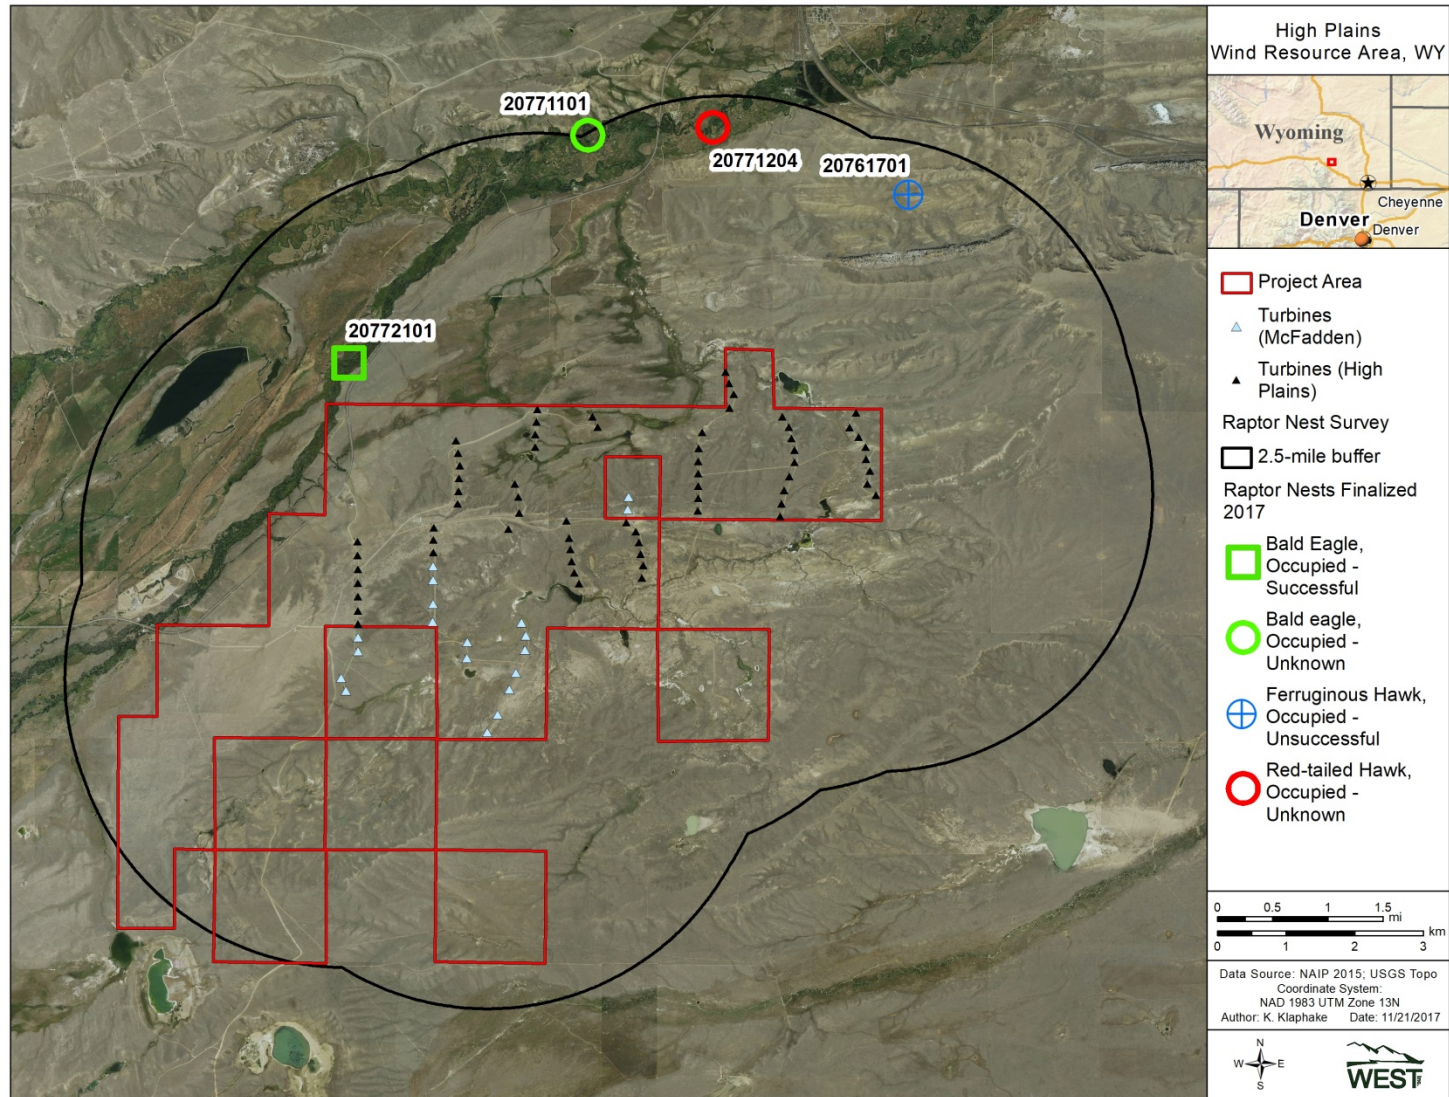 20771101
20771204
20761701
20772101
High Plains
Wind Resource Area, WY
Wyoming
Cheyenne
Denver
Denver
Project Area
Turbines
(McFadden)
Turbines (High
Plains)
Raptor Nest Survey
2.5-mile buffer
Raptor Nests Finalized
2017
Bald Eagle,
Occupied -
Successful
Bald eagle,
Occupied -
Unknown
Ferruginous Hawk,
Occupied -
Unsuccessful
Red-tailed Hawk,
Occupied -
Unknown
0 0.5 1 1.5
mi
km
0 1 2 3
Data Source: NAIP 2015; USGS Topo
Coordinate System:
NAD 1983 UTM Zone 13N
Author: K. Klaphake Date: 11/21/2017
N
W E
S
WEST Inc.